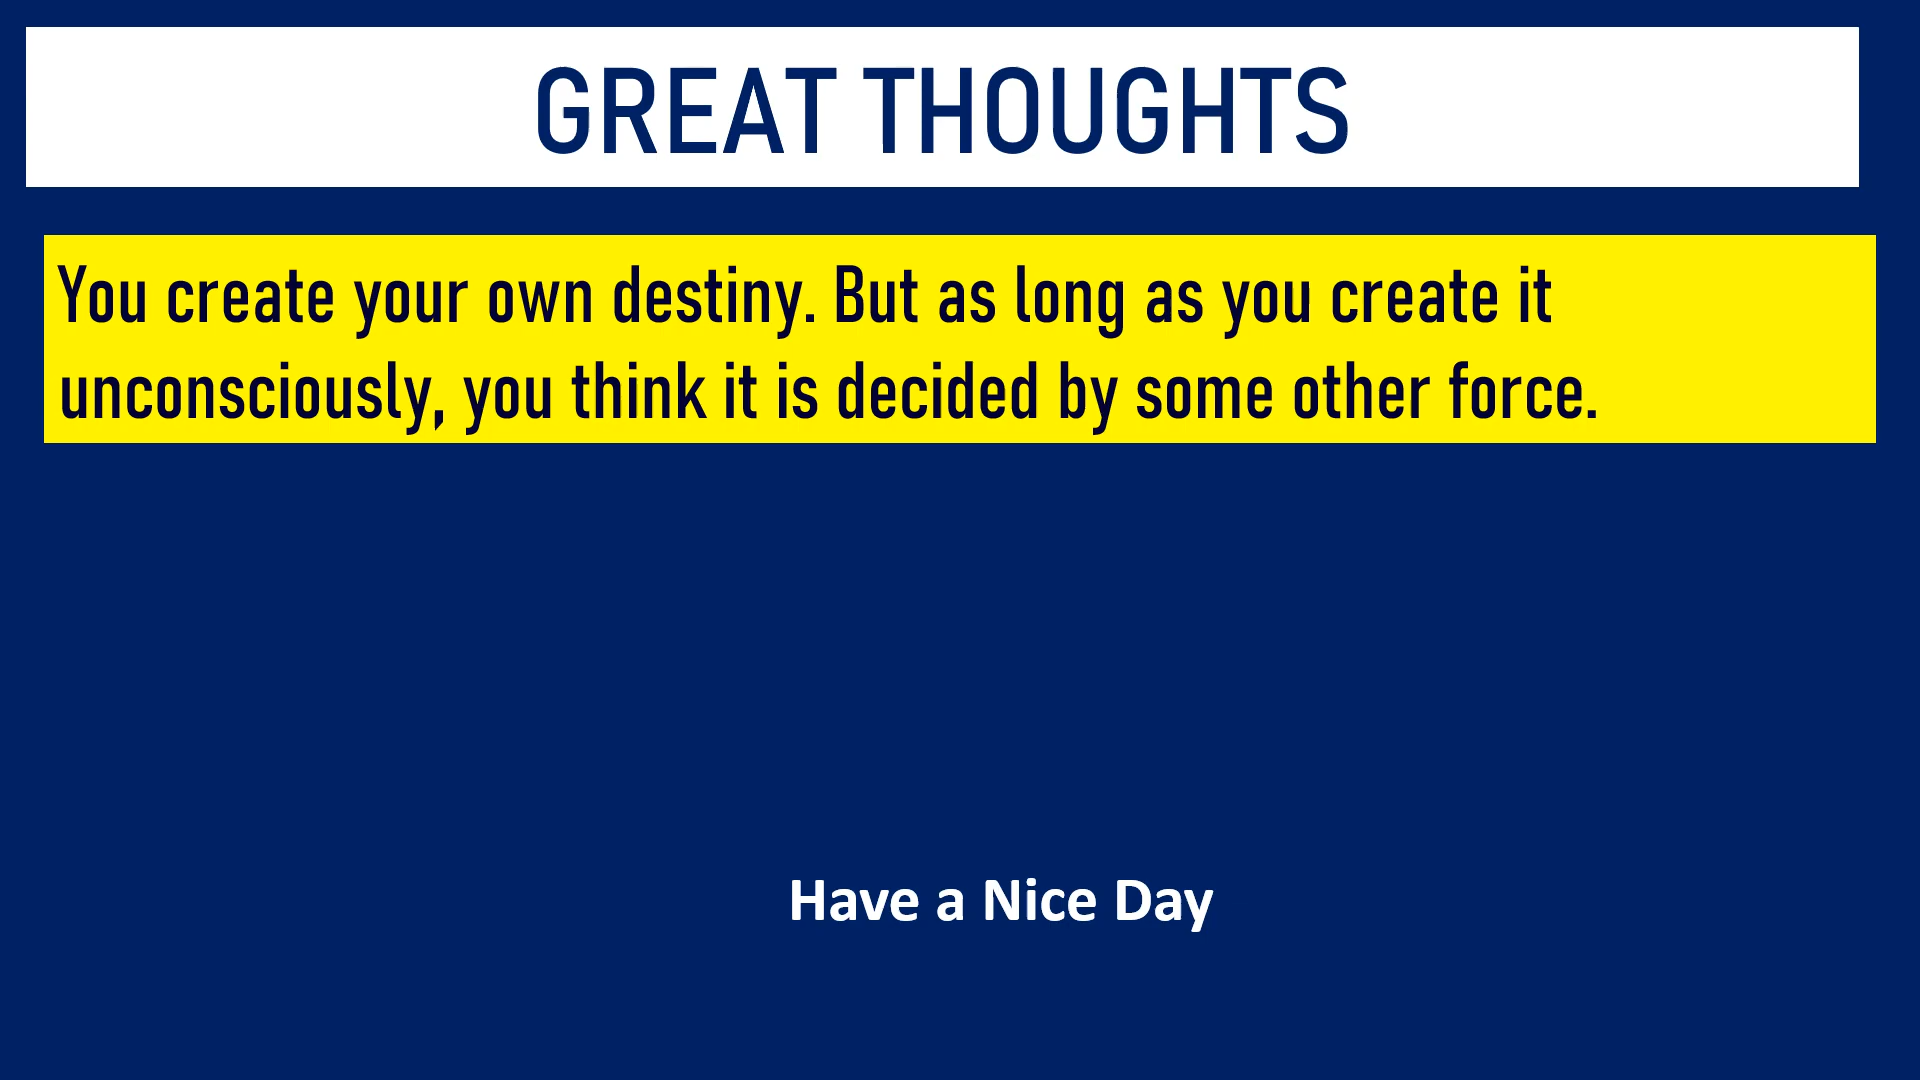 GREAT THOUGHTS
You create your own destiny. But as long as you create it
unconsciously, you think it is decided by some other force.
Have a Nice Day